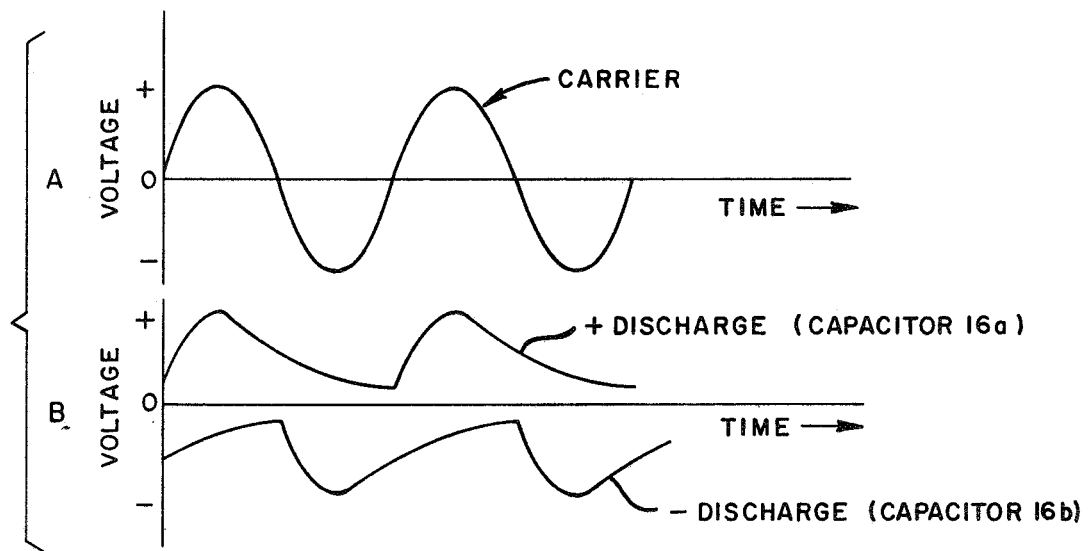 A
VOLTAGE
+
0
−
CARRIER
TIME
B
VOLTAGE
+
0
−
+ DISCHARGE (CAPACITOR 16a)
TIME
− DISCHARGE (CAPACITOR 16b)